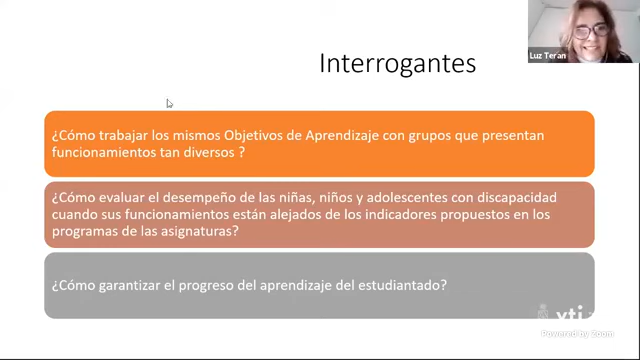 Luz Teran
Interrogantes
¿Cómo trabajar los mismos Objetivos de Aprendizaje con grupos que presentan
funcionamientos tan diversos ?
¿Cómo evaluar el desempeño de las niñas, niños y adolescentes con discapacidad
cuando sus funcionamientos están alejados de los indicadores propuestos en los
programas de las asignaturas?
¿Cómo garantizar el progreso del aprendizaje del estudiantado?
Powered by Zoom